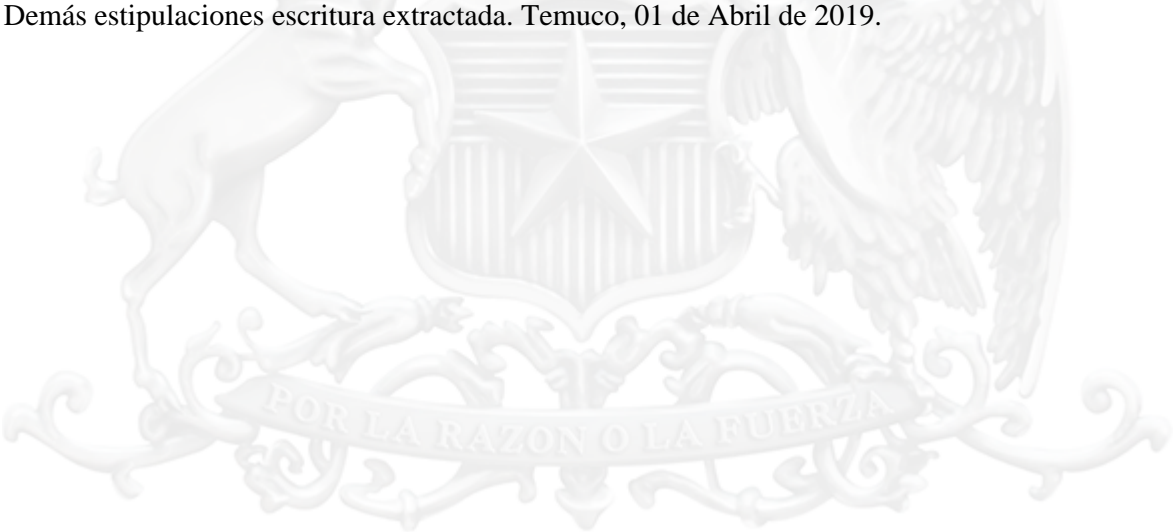 Demás estipulaciones escritura extractada. Temuco, 01 de Abril de 2019.
POR LA RAZON O LA FUERZA